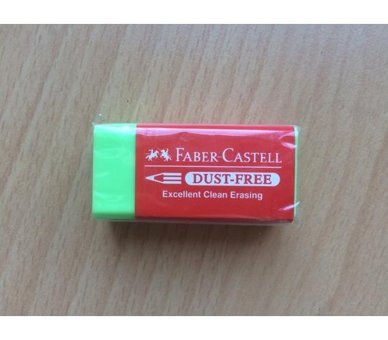 FABER-CASTELL
DUST-FREE
Excellent Clean Erasing